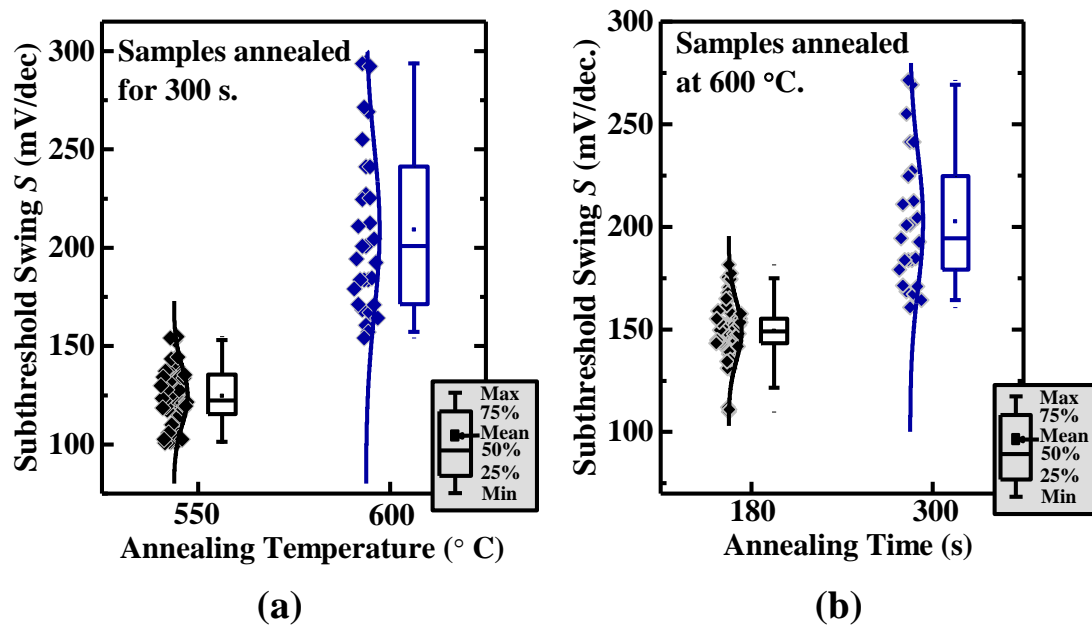 Samples annealed
for 300 s.
Subthreshold Swing S (mV/dec)
300
250
200
150
100
550
600
Annealing Temperature (° C)
Max
75%
Mean
50%
25%
Min
(a)
Samples annealed
at 600 °C.
Subthreshold Swing S (mV/dec.)
300
250
200
150
100
180
300
Annealing Time (s)
Max
75%
Mean
50%
25%
Min
(b)